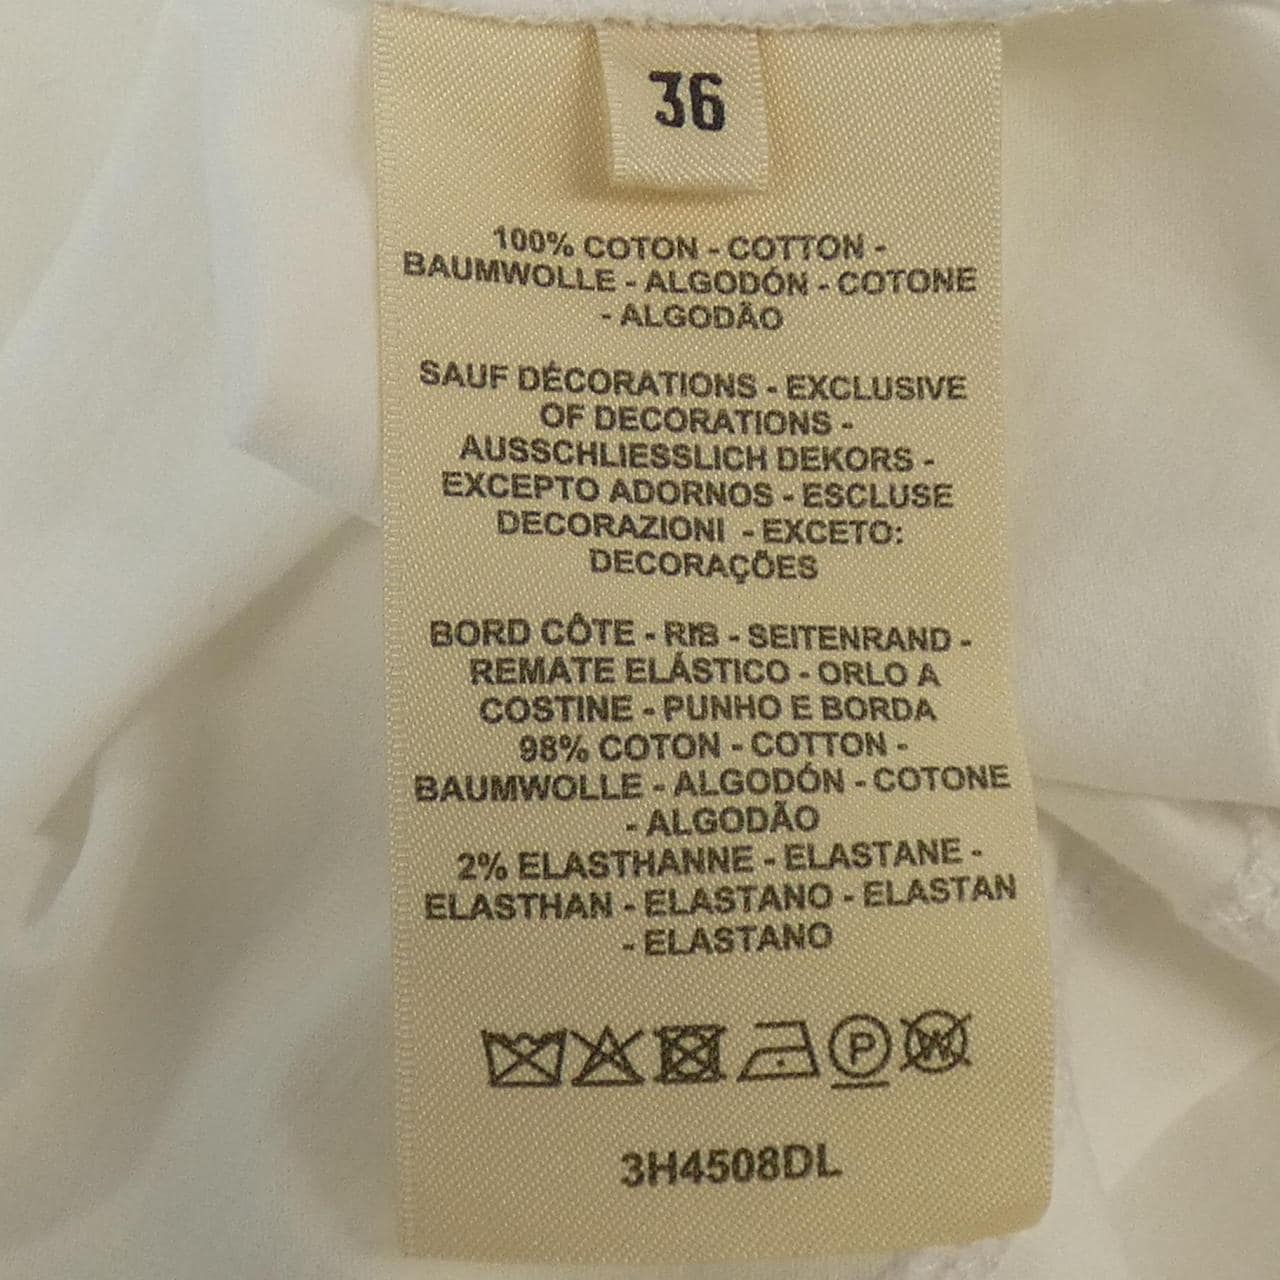 36
100% COTON - COTTON -
BAUMWOLLE - ALGODÓN - COTONE
- ALGODÃO
SAUF DÉCORATIONS - EXCLUSIVE
OF DECORATIONS -
AUSSCHLIESSLICH DEKORS -
EXCEPTO ADORNOS - ESCLUSE
DECORAZIONI - EXCETO:
DECORAÇÕES
BORD CÔTE - RIB - SEITENRAND -
REMATE ELÁSTICO - ORLO A
COSTINE - PUNHO E BORDA
98% COTON - COTTON -
BAUMWOLLE - ALGODÓN - COTONE
- ALGODÃO
2% ELASTHANNE - ELASTANE -
ELASTHAN - ELASTANO - ELASTAN
- ELASTANO
P W
3H4508DL